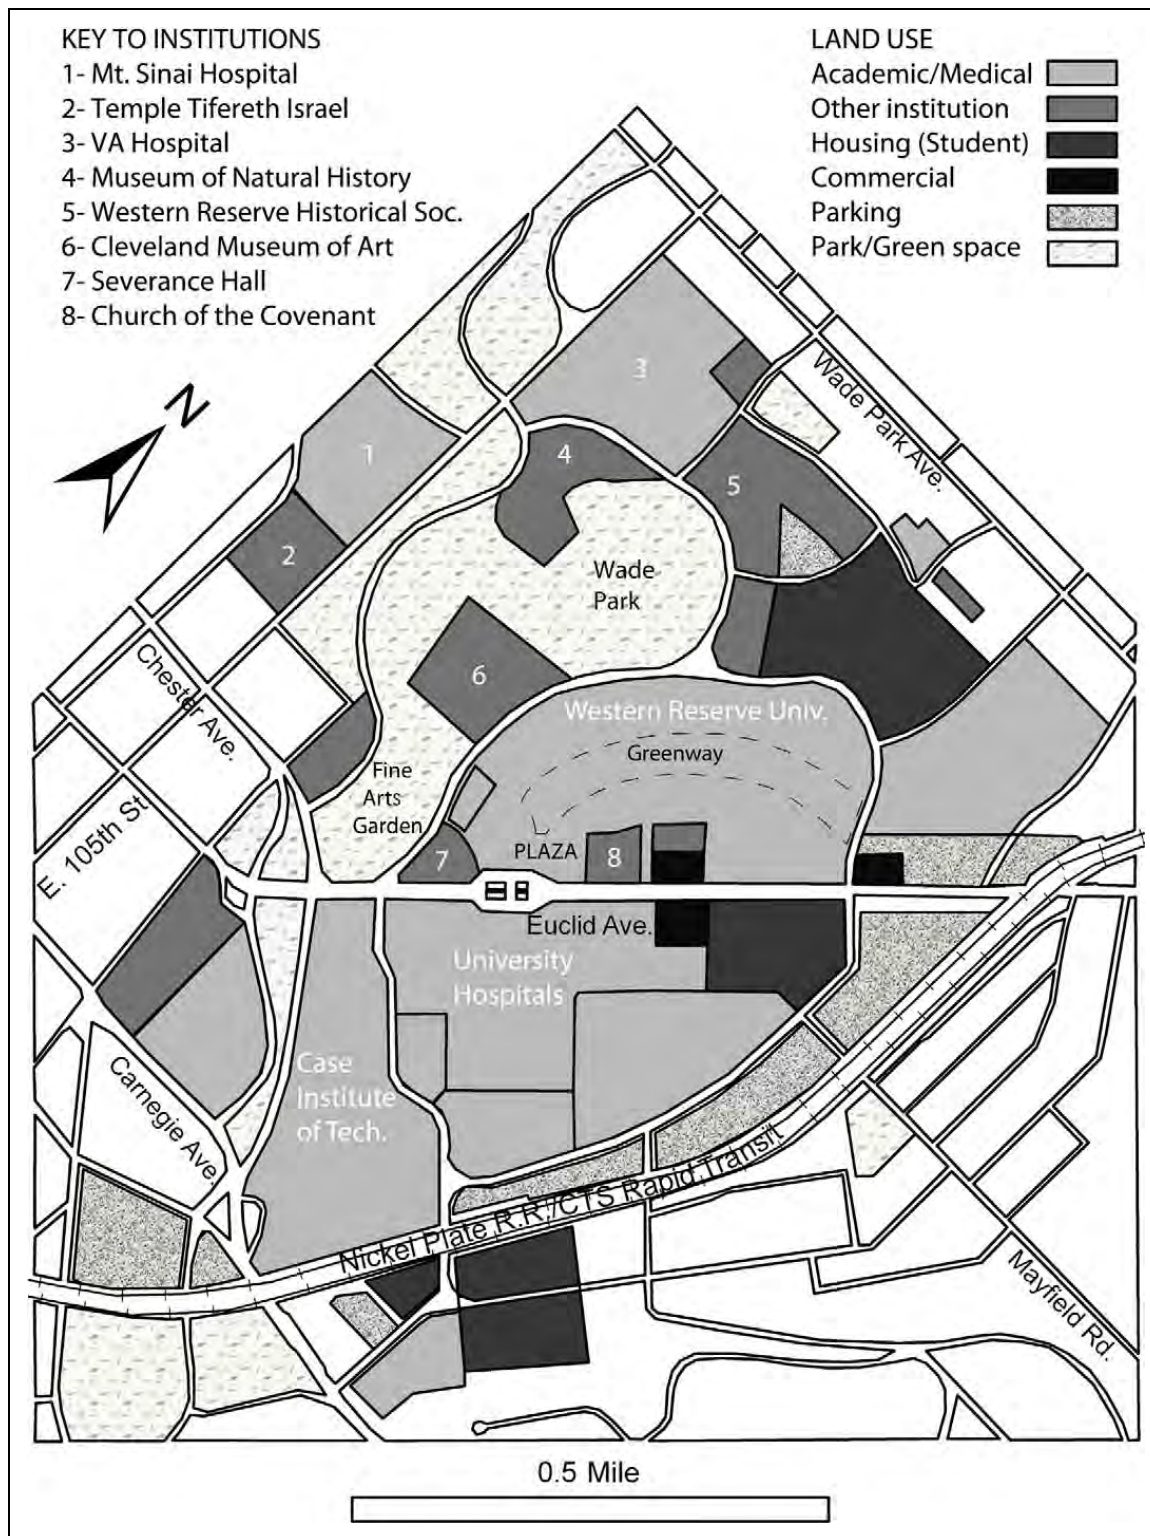 KEY TO INSTITUTIONS
1- Mt. Sinai Hospital
2- Temple Tifereth Israel
3- VA Hospital
4- Museum of Natural History
5- Western Reserve Historical Soc.
6- Cleveland Museum of Art
7- Severance Hall
8- Church of the Covenant
LAND USE
Academic/Medical
Other institution
Housing (Student)
Commercial
Parking
Park/Green space
N
3
Wade Park Ave.
1
4
5
2
Wade
Park
6
Chester Ave.
Western Reserve Univ.
Greenway
Fine
Arts
Garden
E. 105th St
7
PLAZA
8
Euclid Ave.
University
Hospitals
Case
Institute
of Tech.
Carnegie Ave.
Nickel Plate R.R./CTS Rapid Transit
Mayfield Rd.
0.5 Mile